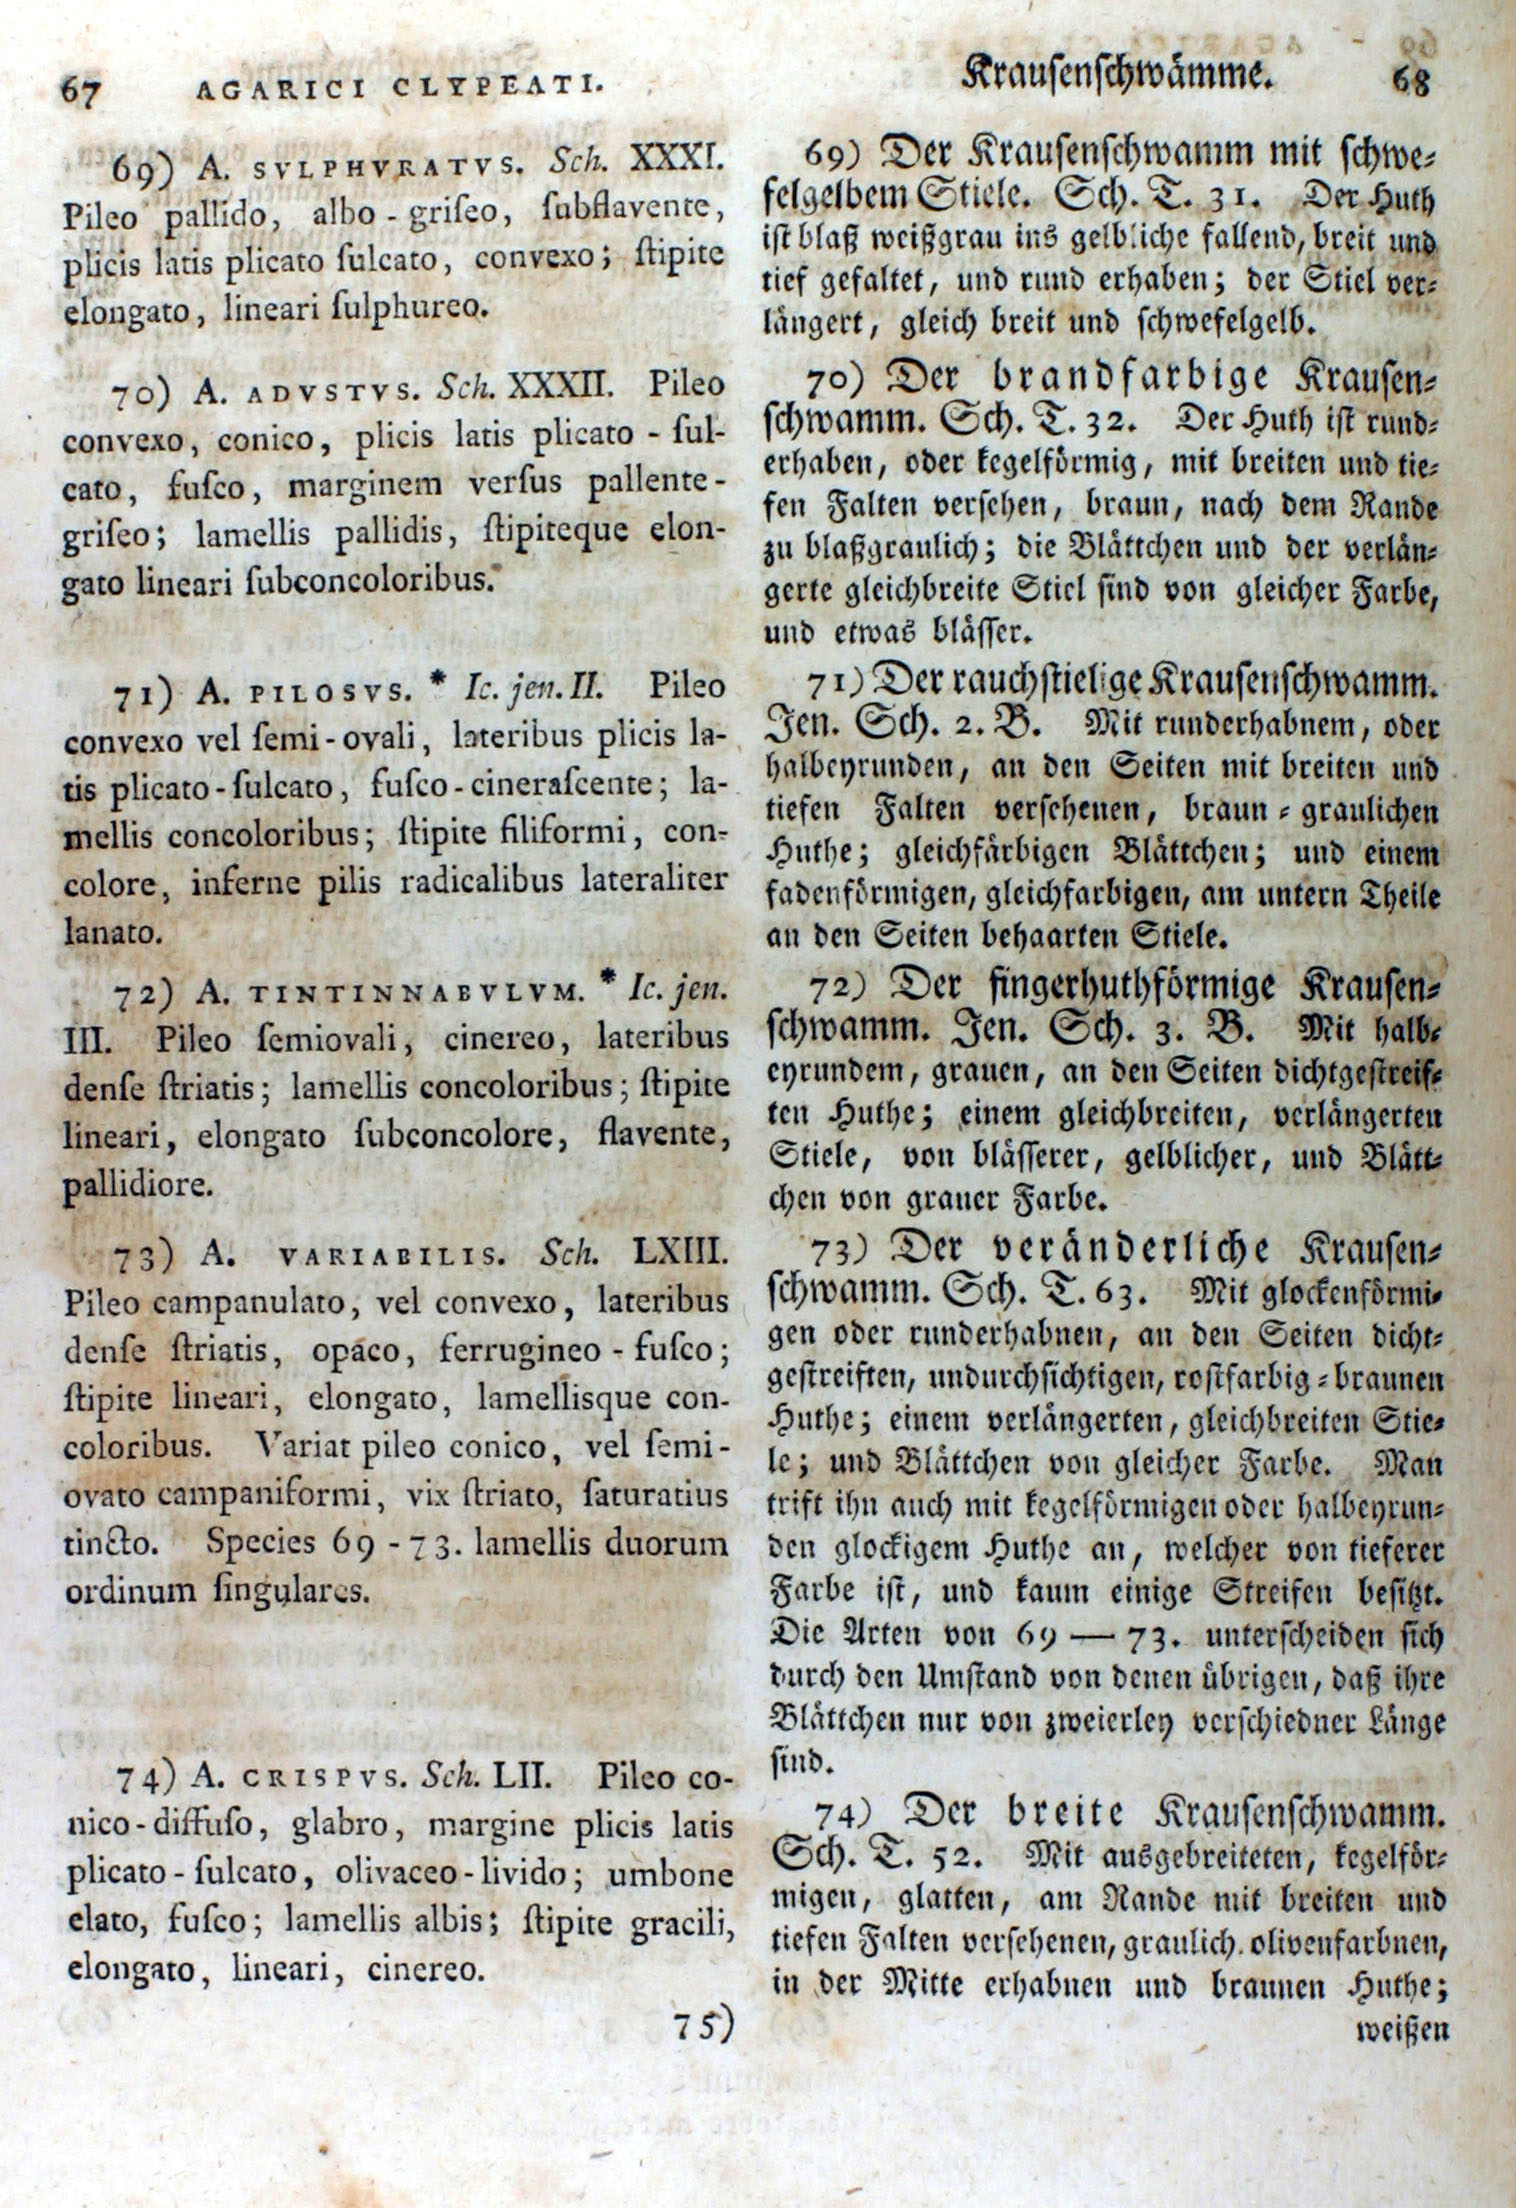 67 AGARICI CLYPEATI.
69) A. SVLPHVRATVS. Sch. XXXI.
Pileo pallido, albo-griſeo, ſubflavente,
plicis latis plicato ſulcato, convexo; ſtipite
elongato, lineari ſulphureo.
70) A. ADVSTVS. Sch. XXXII. Pileo
convexo, conico, plicis latis plicato-ſul-
cato, fuſco, marginem verſus pallente-
griſeo; lamellis pallidis, ſtipiteque elon-
gato lineari ſubconcoloribus.
71) A. PILOSVS. * Ic. jen. II. Pileo
convexo vel ſemi-ovali, lateribus plicis la-
tis plicato-ſulcato, fuſco-cineraſcente; la-
mellis concoloribus; ſtipite filiformi, con-
colore, inferne pilis radicalibus lateraliter
lanato.
72) A. TINTINNABVLVM. * Ic. jen.
III. Pileo ſemiovali, cinereo, lateribus
denſe ſtriatis; lamellis concoloribus; ſtipite
lineari, elongato ſubconcolore, flavente,
pallidiore.
73) A. VARIABILIS. Sch. LXIII.
Pileo campanulato, vel convexo, lateribus
denſe ſtriatis, opaco, ferrugineo-fuſco;
ſtipite lineari, elongato, lamellisque con-
coloribus. Variat pileo conico, vel ſemi-
ovato campaniformi, vix ſtriato, ſaturatius
tincto. Species 69-73. lamellis duorum
ordinum ſingulares.
74) A. CRISPVS. Sch. LII. Pileo co-
nico-diffuſo, glabro, margine plicis latis
plicato-ſulcato, olivaceo-livido; umbone
elato, fuſco; lamellis albis; ſtipite gracili,
elongato, lineari, cinereo.
75)
Krauſenſchwämme. 68
69) Der Krauſenſchwamm mit ſchwe⸗
felgelbem Stiele. Sch. T. 31. Der Huth
iſt blaß weißgrau ins gelbliche fallend, breit und
tief gefaltet, und rund erhaben; der Stiel ver⸗
längert, gleich breit und ſchwefelgelb.
70) Der brandfarbige Krauſen⸗
ſchwamm. Sch. T. 32. Der Huth iſt rund⸗
erhaben, oder kegelförmig, mit breiten und tie⸗
fen Falten verſehen, braun, nach dem Rande
zu blaßgraulich; die Blättchen und der verlän⸗
gerte gleichbreite Stiel ſind von gleicher Farbe,
und etwas bläſſer.
71) Der rauchſtielige Krauſenſchwamm.
Jen. Sch. 2. B. Mit runderhabnem, oder
halbeyrunden, an den Seiten mit breiten und
tiefen Falten verſehenen, braun⸗graulichen
Huthe; gleichfärbigen Blättchen; und einem
fadenförmigen, gleichfarbigen, am untern Theile
an den Seiten behaarten Stiele.
72) Der fingerhuthförmige Krauſen⸗
ſchwamm. Jen. Sch. 3. B. Mit halb⸗
eyrundem, grauen, an den Seiten dichtgeſtreif⸗
ten Huthe; einem gleichbreiten, verlängerten
Stiele, von bläſſerer, gelblicher, und Blätt⸗
chen von grauer Farbe.
73) Der veränderliche Krauſen⸗
ſchwamm. Sch. T. 63. Mit glockenförmi⸗
gen oder runderhabnen, an den Seiten dicht⸗
geſtreiften, undurchſichtigen, roſtfarbig⸗braunen
Huthe; einem verlängerten, gleichbreiten Stie⸗
le; und Blättchen von gleicher Farbe. Man
trift ihn auch mit kegelförmigen oder halbeyrun⸗
den glockigem Huthe an, welcher von tieferer
Farbe iſt, und kaum einige Streifen beſitzt.
Die Arten von 69 — 73. unterſcheiden ſich
durch den Umſtand von denen übrigen, daß ihre
Blättchen nur von zweierley verſchiedner Länge
ſind.
74) Der breite Krauſenſchwamm.
Sch. T. 52. Mit ausgebreiteten, kegelför⸗
migen, glatten, am Rande mit breiten und
tiefen Falten verſehenen, graulich.olivenfarbnen,
in der Mitte erhabnen und braunen Huthe;
weißen